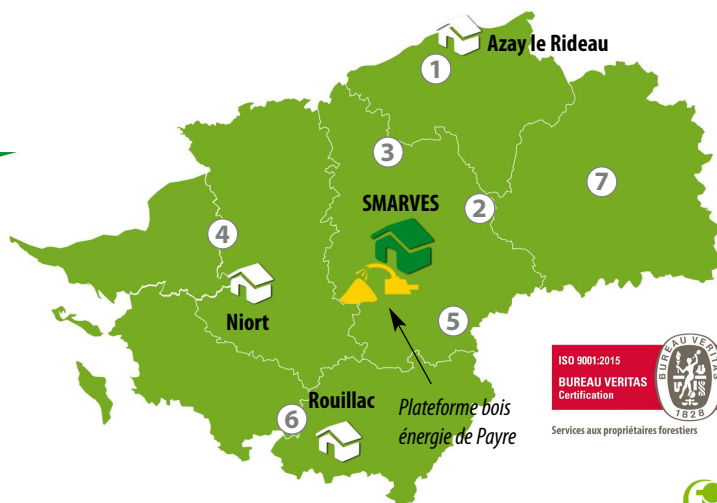 Azay le Rideau
1
3
7
SMARVES
2
4
Niort
5
Rouillac
6
Plateforme bois
énergie de Payre
ISO 9001:2015
BUREAU VERITAS
Certification
BUREAU VERITAS
1828
Services aux propriétaires forestiers